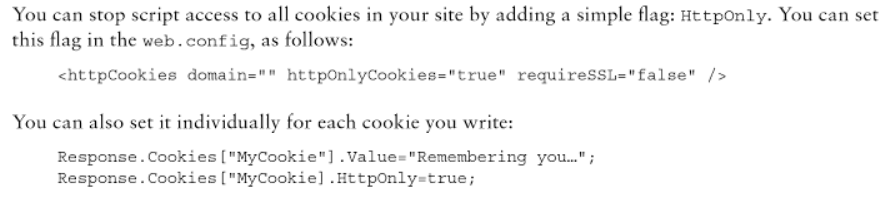 You can stop script access to all cookies in your site by adding a simple flag: HttpOnly. You can set
this flag in the web.config, as follows:
<httpCookies domain="" httpOnlyCookies="true" requireSSL="false" />
You can also set it individually for each cookie you write:
Response.Cookies["MyCookie"].Value="Remembering you…";
Response.Cookies["MyCookie].HttpOnly=true;